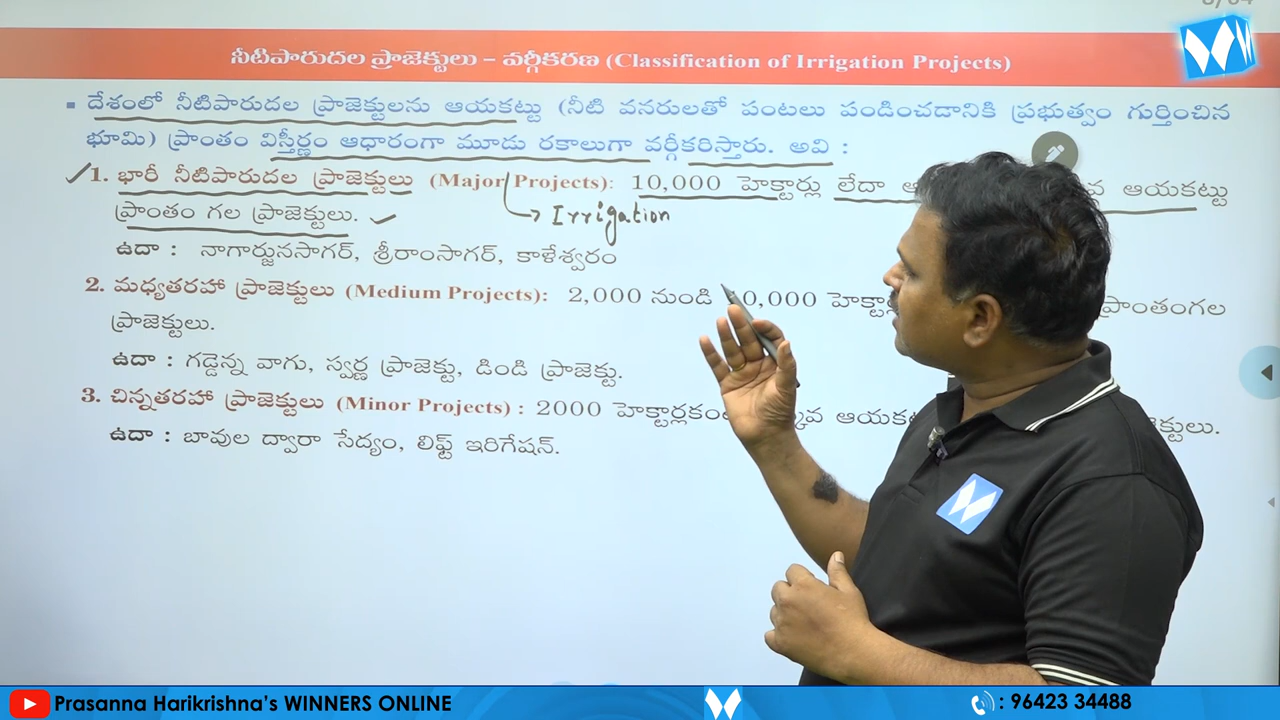 నీటిపారుదల ప్రాజెక్టులు – వర్గీకరణ (Classification of Irrigation Projects)
▪ దేశంలో నీటిపారుదల ప్రాజెక్టులను ఆయకట్టు (నీటి వనరులతో పంటలు పండించడానికి ప్రభుత్వం గుర్తించిన
భూమి) ప్రాంతం విస్తీర్ణం ఆధారంగా మూడు రకాలుగా వర్గీకరిస్తారు. అవి :
1. భారీ నీటిపారుదల ప్రాజెక్టులు (Major Projects): 10,000 హెక్టార్లు లేదా ఆయకట్టు
ప్రాంతం గల ప్రాజెక్టులు.
Irrigation
ఉదా : నాగార్జునసాగర్, శ్రీరాంసాగర్, కాళేశ్వరం
2. మధ్యతరహా ప్రాజెక్టులు (Medium Projects): 2,000 నుండి 10,000 ప్రాంతంగల
ప్రాజెక్టులు.
ఉదా : గడ్డెన్న వాగు, స్వర్ణ ప్రాజెక్టు, డిండి ప్రాజెక్టు.
3. చిన్నతరహా ప్రాజెక్టులు (Minor Projects) : 2000
ఉదా : బావుల ద్వారా సేద్యం, లిఫ్ట్ ఇరిగేషన్.
Prasanna Harikrishna's WINNERS ONLINE
: 96423 34488